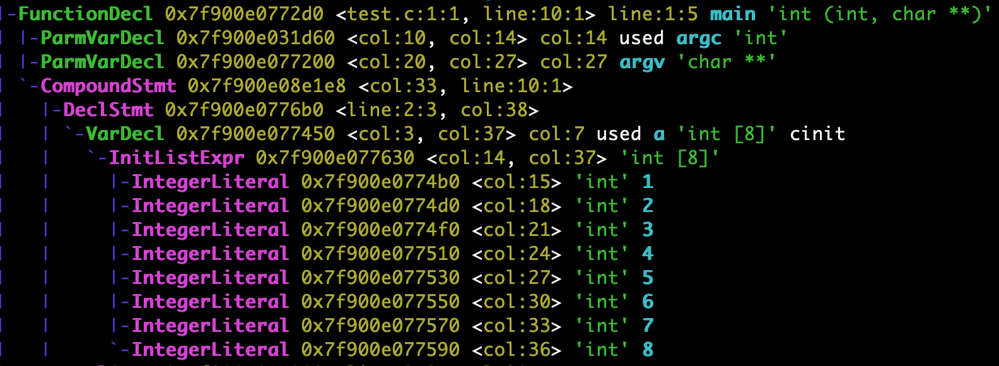 |-FunctionDecl 0x7f900e0772d0 <test.c:1:1, line:10:1> line:1:5 main 'int (int, char **)'
| |-ParmVarDecl 0x7f900e031d60 <col:10, col:14> col:14 used argc 'int'
| |-ParmVarDecl 0x7f900e077200 <col:20, col:27> col:27 argv 'char **'
| `-CompoundStmt 0x7f900e08e1e8 <col:33, line:10:1>
|   |-DeclStmt 0x7f900e0776b0 <line:2:3, col:38>
|   | `-VarDecl 0x7f900e077450 <col:3, col:37> col:7 used a 'int [8]' cinit
|   |   `-InitListExpr 0x7f900e077630 <col:14, col:37> 'int [8]'
|   |     |-IntegerLiteral 0x7f900e0774b0 <col:15> 'int' 1
|   |     |-IntegerLiteral 0x7f900e0774d0 <col:18> 'int' 2
|   |     |-IntegerLiteral 0x7f900e0774f0 <col:21> 'int' 3
|   |     |-IntegerLiteral 0x7f900e077510 <col:24> 'int' 4
|   |     |-IntegerLiteral 0x7f900e077530 <col:27> 'int' 5
|   |     |-IntegerLiteral 0x7f900e077550 <col:30> 'int' 6
|   |     |-IntegerLiteral 0x7f900e077570 <col:33> 'int' 7
|   |     `-IntegerLiteral 0x7f900e077590 <col:36> 'int' 8